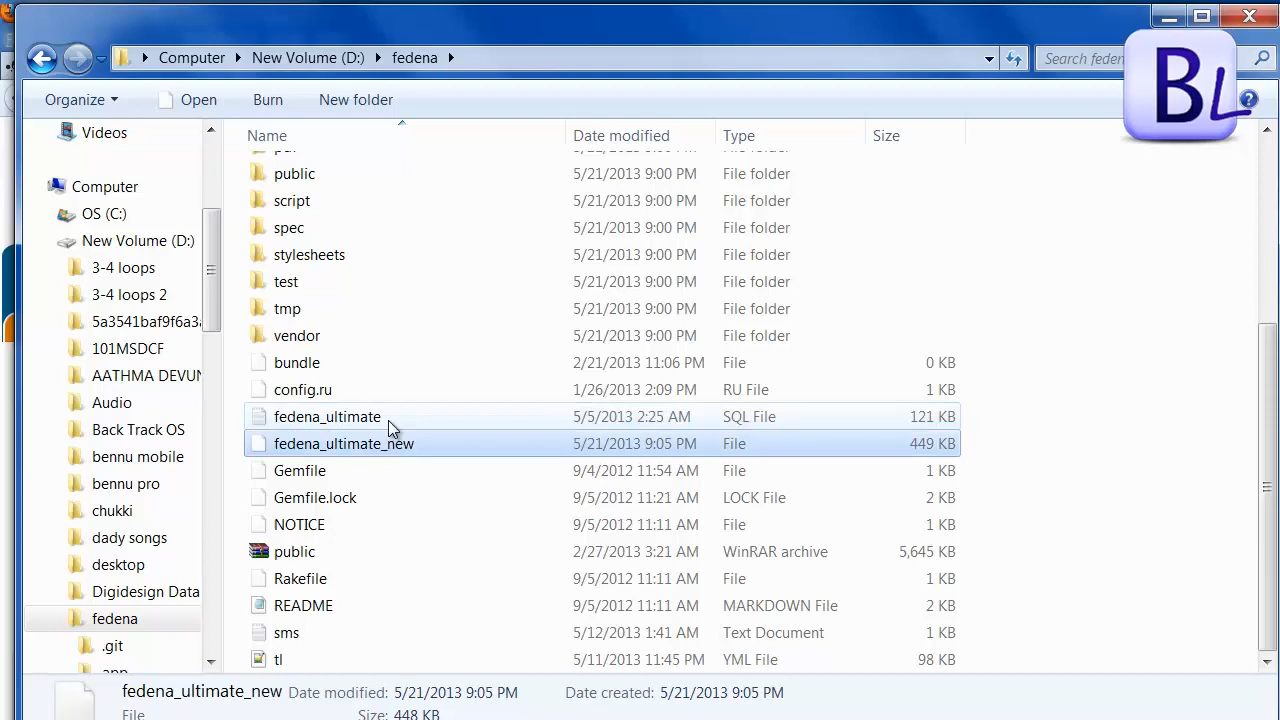 Computer New Volume (D:) fedena Search feden
Organize Open Burn New folder
Name Date modified Type Size
Videos
Computer
OS (C:)
New Volume (D:)
3-4 loops
3-4 loops 2
5a3541baf9f6a3
101MSDCF
AATHMA DEVUN
Audio
Back Track OS
bennu mobile
bennu pro
chukki
dady songs
desktop
Digidesign Data
fedena
.git
app
public 5/21/2013 9:00 PM File folder
script 5/21/2013 9:00 PM File folder
spec 5/21/2013 9:00 PM File folder
stylesheets 5/21/2013 9:00 PM File folder
test 5/21/2013 9:00 PM File folder
tmp 5/21/2013 9:00 PM File folder
vendor 5/21/2013 9:00 PM File folder
bundle 2/21/2013 11:06 PM File 0 KB
config.ru 1/26/2013 2:09 PM RU File 1 KB
fedena_ultimate 5/5/2013 2:25 AM SQL File 121 KB
fedena_ultimate_new 5/21/2013 9:05 PM File 449 KB
Gemfile 9/4/2012 11:54 AM File 1 KB
Gemfile.lock 9/5/2012 11:21 AM LOCK File 2 KB
NOTICE 9/5/2012 11:11 AM File 1 KB
public 2/27/2013 3:21 AM WinRAR archive 5,645 KB
Rakefile 9/5/2012 11:11 AM File 1 KB
README 9/5/2012 11:11 AM MARKDOWN File 2 KB
sms 5/12/2013 1:41 AM Text Document 1 KB
tl 5/11/2013 11:45 PM YML File 98 KB
fedena_ultimate_new Date modified: 5/21/2013 9:05 PM Date created: 5/21/2013 9:05 PM
File Size: 448 KB
BL